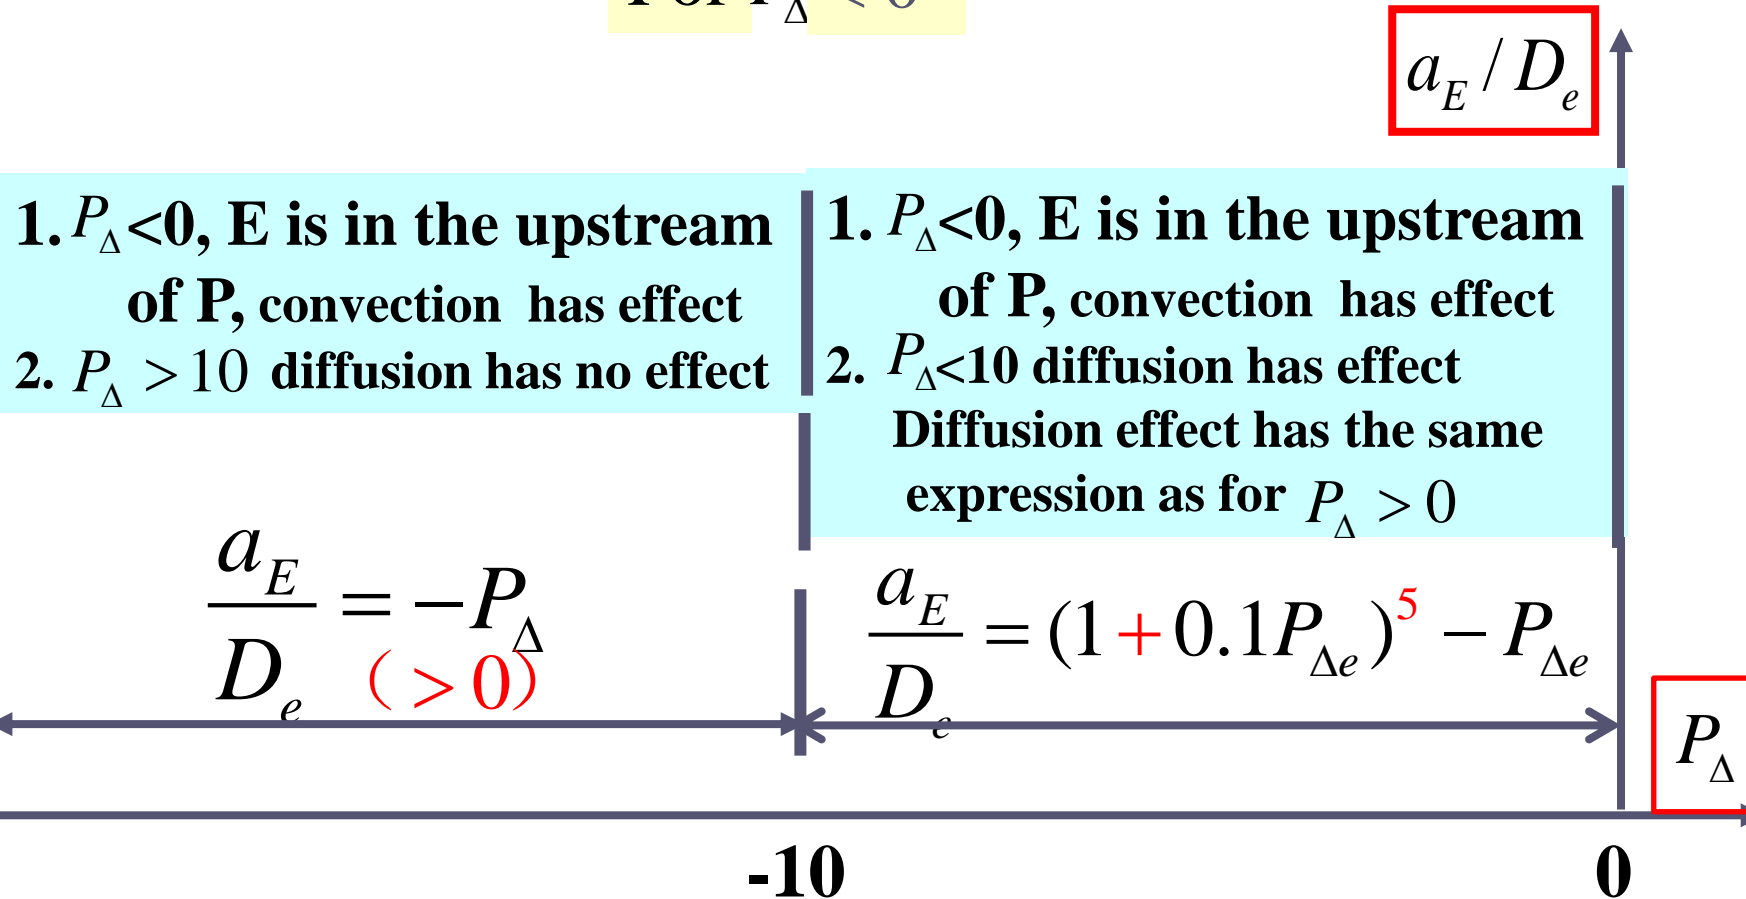 For P_Δ < 0
a_E / D_e
1. P_Δ <0, E is in the upstream
of P, convection has effect
2. P_Δ > 10 diffusion has no effect
1. P_Δ<0, E is in the upstream
of P, convection has effect
2. P_Δ<10 diffusion has effect
Diffusion effect has the same
expression as for P_Δ > 0
a_E/D_e = −P_Δ
（ > 0）
a_E/D_e = (1 + 0.1P_Δe)^5 − P_Δe
P_Δ
-10
0